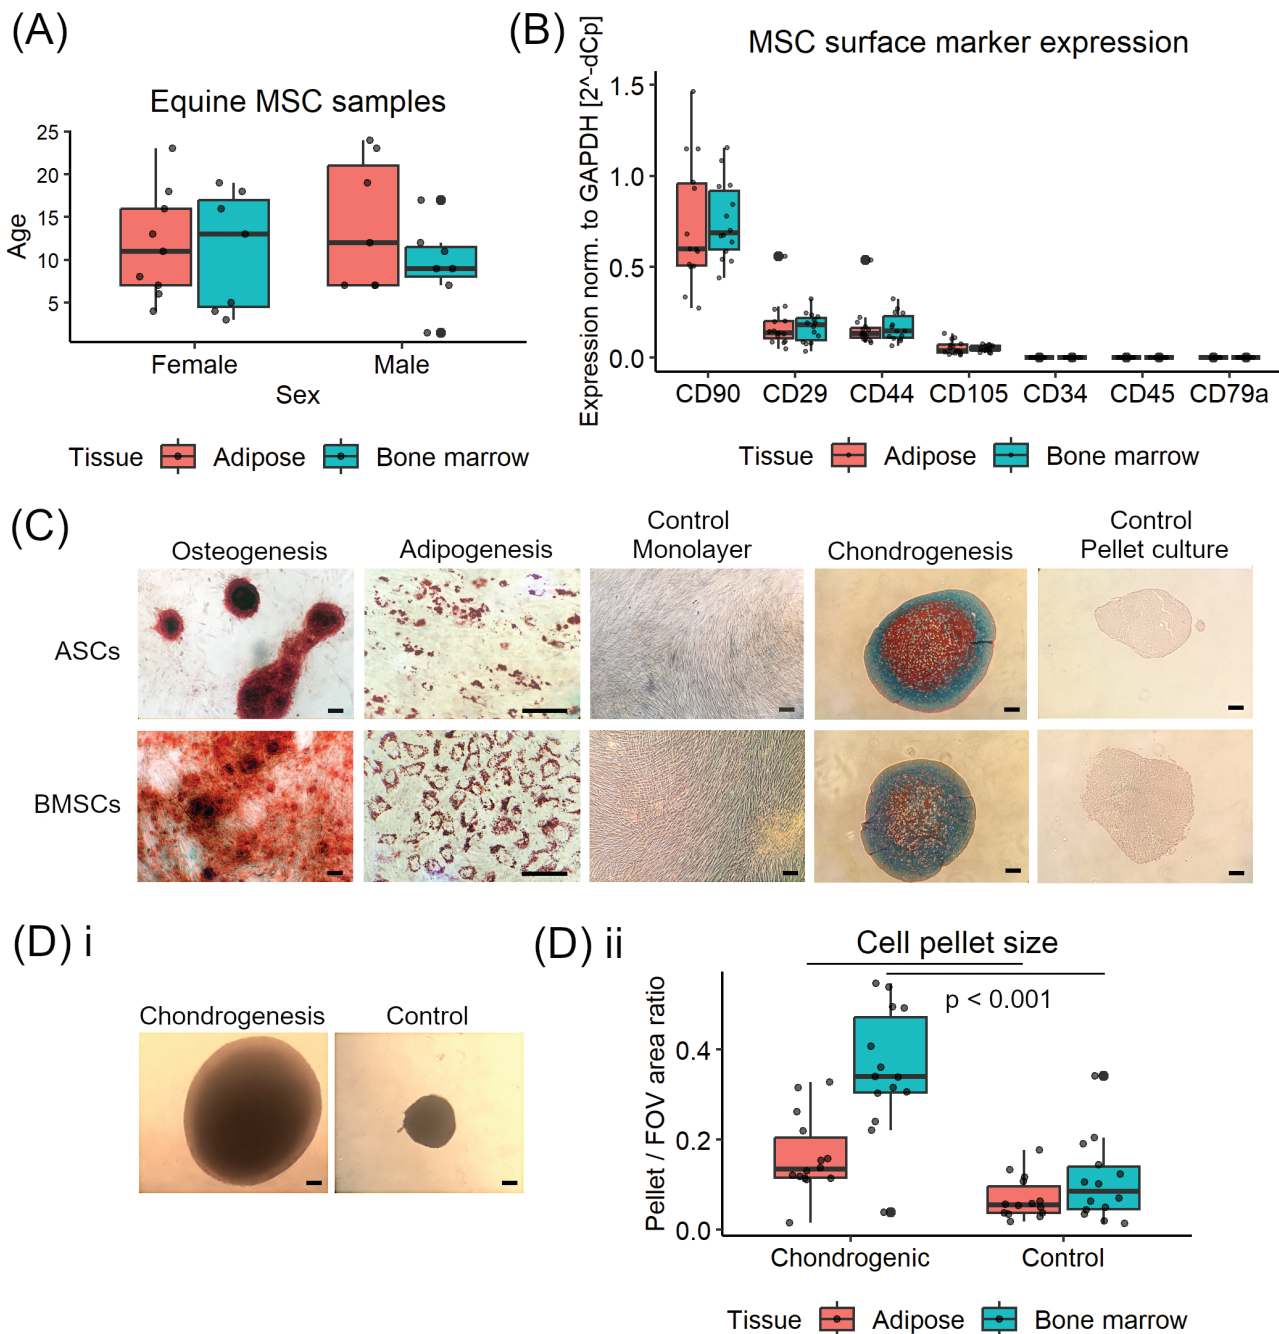 (A)
Equine MSC samples
Age
25
20
15
10
5
Female
Male
Sex
Tissue
Adipose
Bone marrow
(B)
MSC surface marker expression
Expression norm. to GAPDH [2^-dCp]
1.5
1.0
0.5
0.0
CD90
CD29
CD44
CD105
CD34
CD45
CD79a
Tissue
Adipose
Bone marrow
(C)
Osteogenesis
Adipogenesis
Control
Monolayer
Chondrogenesis
Control
Pellet culture
ASCs
BMSCs
(D) i
Chondrogenesis
Control
(D) ii
Cell pellet size
p < 0.001
Pellet / FOV area ratio
0.4
0.2
0.0
Chondrogenic
Control
Tissue
Adipose
Bone marrow